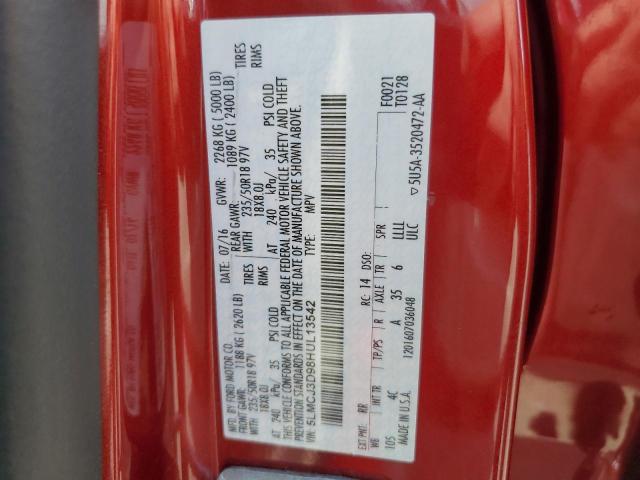 MFD. BY FORD MOTOR CO.
DATE: 07/16 GVWR: 2268 KG ( 5000 LB)
FRONT GAWR: 1188 KG ( 2620 LB) REAR GAWR: 1089 KG ( 2400 LB)
WITH 235/50R18 97V TIRES WITH 235/50R18 97V TIRES
18X8.0J RIMS 18X8.0J RIMS
AT 240 kPa/ 35 PSI COLD AT 240 kPa/ 35 PSI COLD
THIS VEHICLE CONFORMS TO ALL APPLICABLE FEDERAL MOTOR VEHICLE SAFETY AND THEFT
PREVENTION STANDARDS IN EFFECT ON THE DATE OF MANUFACTURE SHOWN ABOVE.
VIN: 5LMCJ3D98HUL13542 TYPE: MPV
F0021
T0128
EXT PNT: RR RC: 14 DSO:
WB INT TR TP/PS R AXLE TR SPR
105 4C A 35 6 LLLL
ULC
MADE IN U.S.A. 1201607036048
▽5U5A-3520472-AA